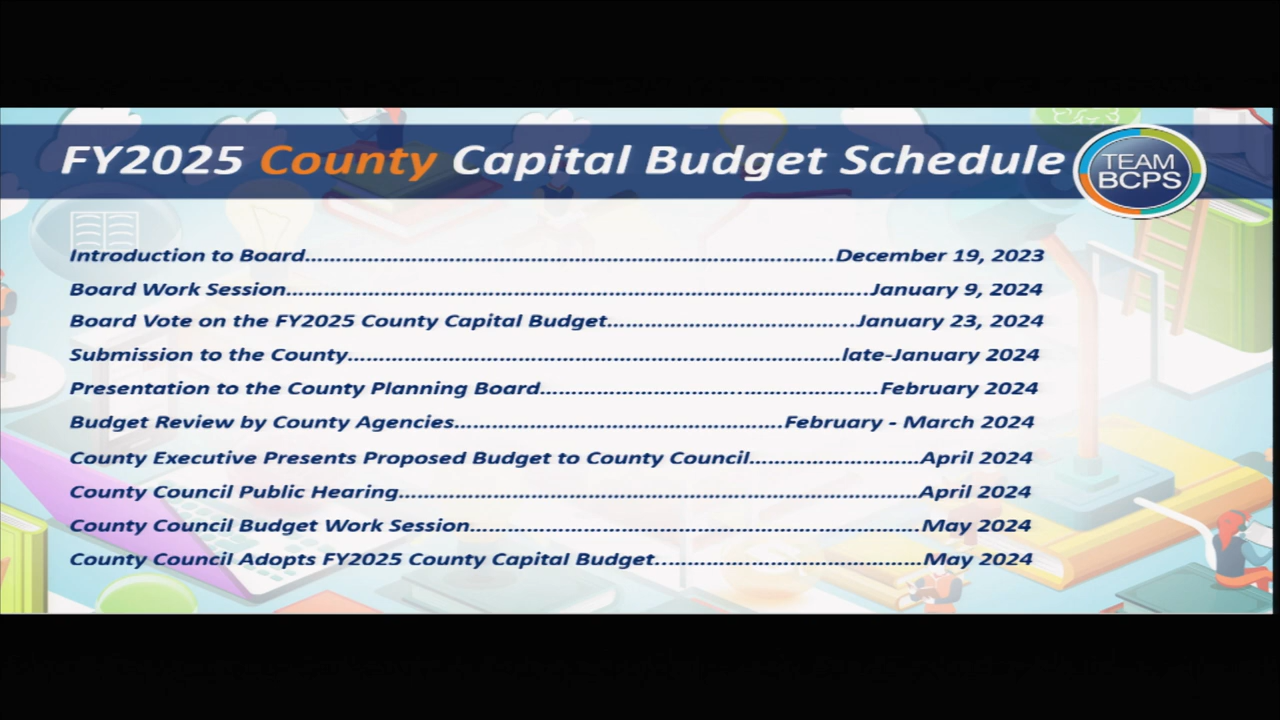 FY2025 County Capital Budget Schedule
TEAM
BCPS
Introduction to Board........................................................................................December 19, 2023
Board Work Session...........................................................................................January 9, 2024
Board Vote on the FY2025 County Capital Budget.......................................January 23, 2024
Submission to the County.............................................................................late-January 2024
Presentation to the County Planning Board.....................................................February 2024
Budget Review by County Agencies....................................................February - March 2024
County Executive Presents Proposed Budget to County Council...........................April 2024
County Council Public Hearing.................................................................................April 2024
County Council Budget Work Session......................................................................May 2024
County Council Adopts FY2025 County Capital Budget..........................................May 2024